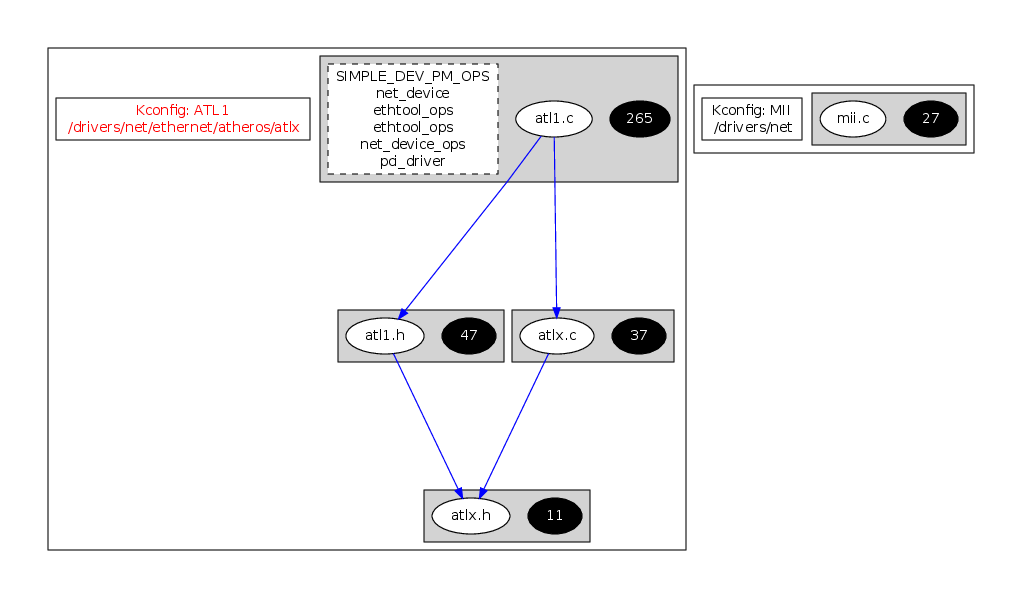 SIMPLE_DEV_PM_OPS
net_device
ethtool_ops
ethtool_ops
net_device_ops
pci_driver
Kconfig: ATL1
/drivers/net/ethernet/atheros/atlx
atl1.c
265
Kconfig: MII
/drivers/net
mii.c
27
atl1.h
47
atlx.c
37
atlx.h
11